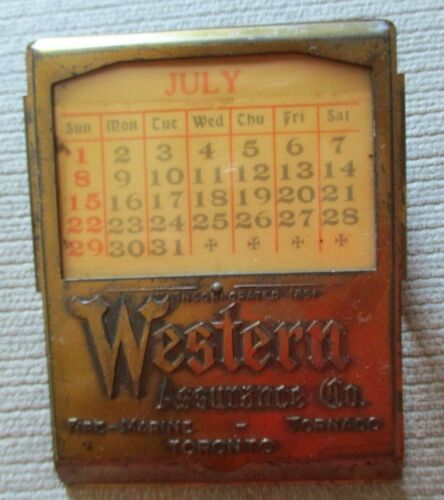 JULY
Sun Mon Tue Wed Thu Fri Sat
1 2 3 4 5 6 7
8 9 10 11 12 13 14
15 16 17 18 19 20 21
22 23 24 25 26 27 28
29 30 31 ✠ ✠ ✠ ✠
INCORPORATED 1851
Western
Assurance Co.
FIRE-MARINE - TORNADO
TORONTO